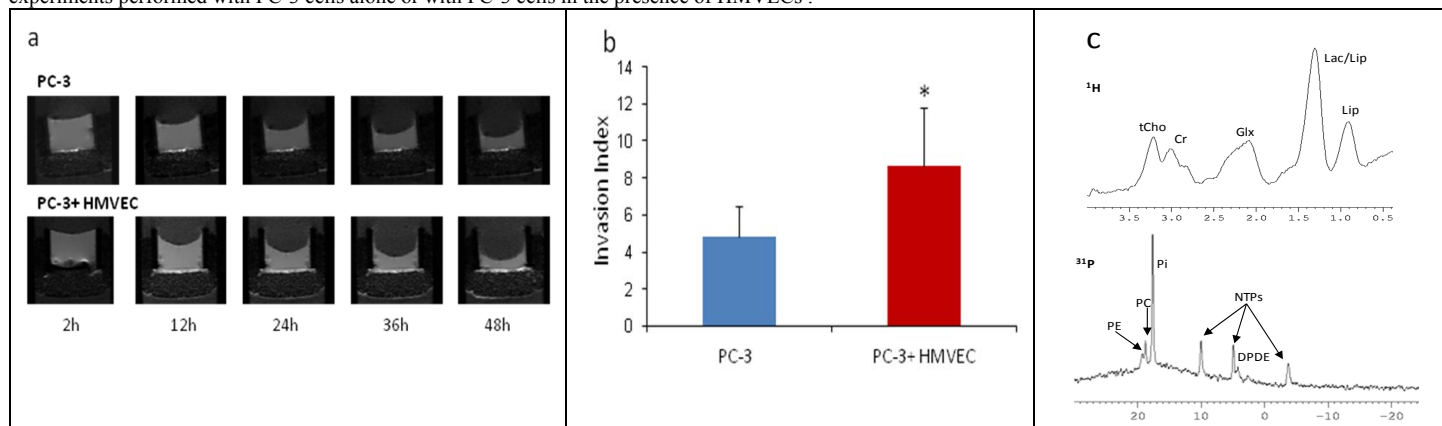 experiments performed with PC-3 cells alone or with PC-3 cells in the presence of HMVECs .
a
PC-3
PC-3+ HMVEC
2h 12h 24h 36h 48h
b
Invasion Index
14
12
10
8
6
4
2
0
*
PC-3 PC-3+ HMVEC
C
¹H
Lac/Lip
Lip
tCho
Cr
Glx
3.5 3.0 2.5 2.0 1.5 1.0 0.5
³¹P
Pi
PC
PE
NTPs
DPDE
20 10 0 -10 -20